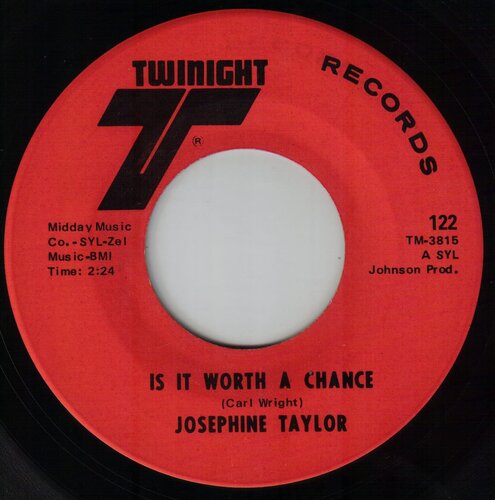 TWINIGHT
RECORDS
T
®
Midday Music
Co.-SYL-Zel
Music-BMI
Time: 2:24
122
TM-3815
A SYL
Johnson Prod.
IS IT WORTH A CHANCE
(Carl Wright)
JOSEPHINE TAYLOR